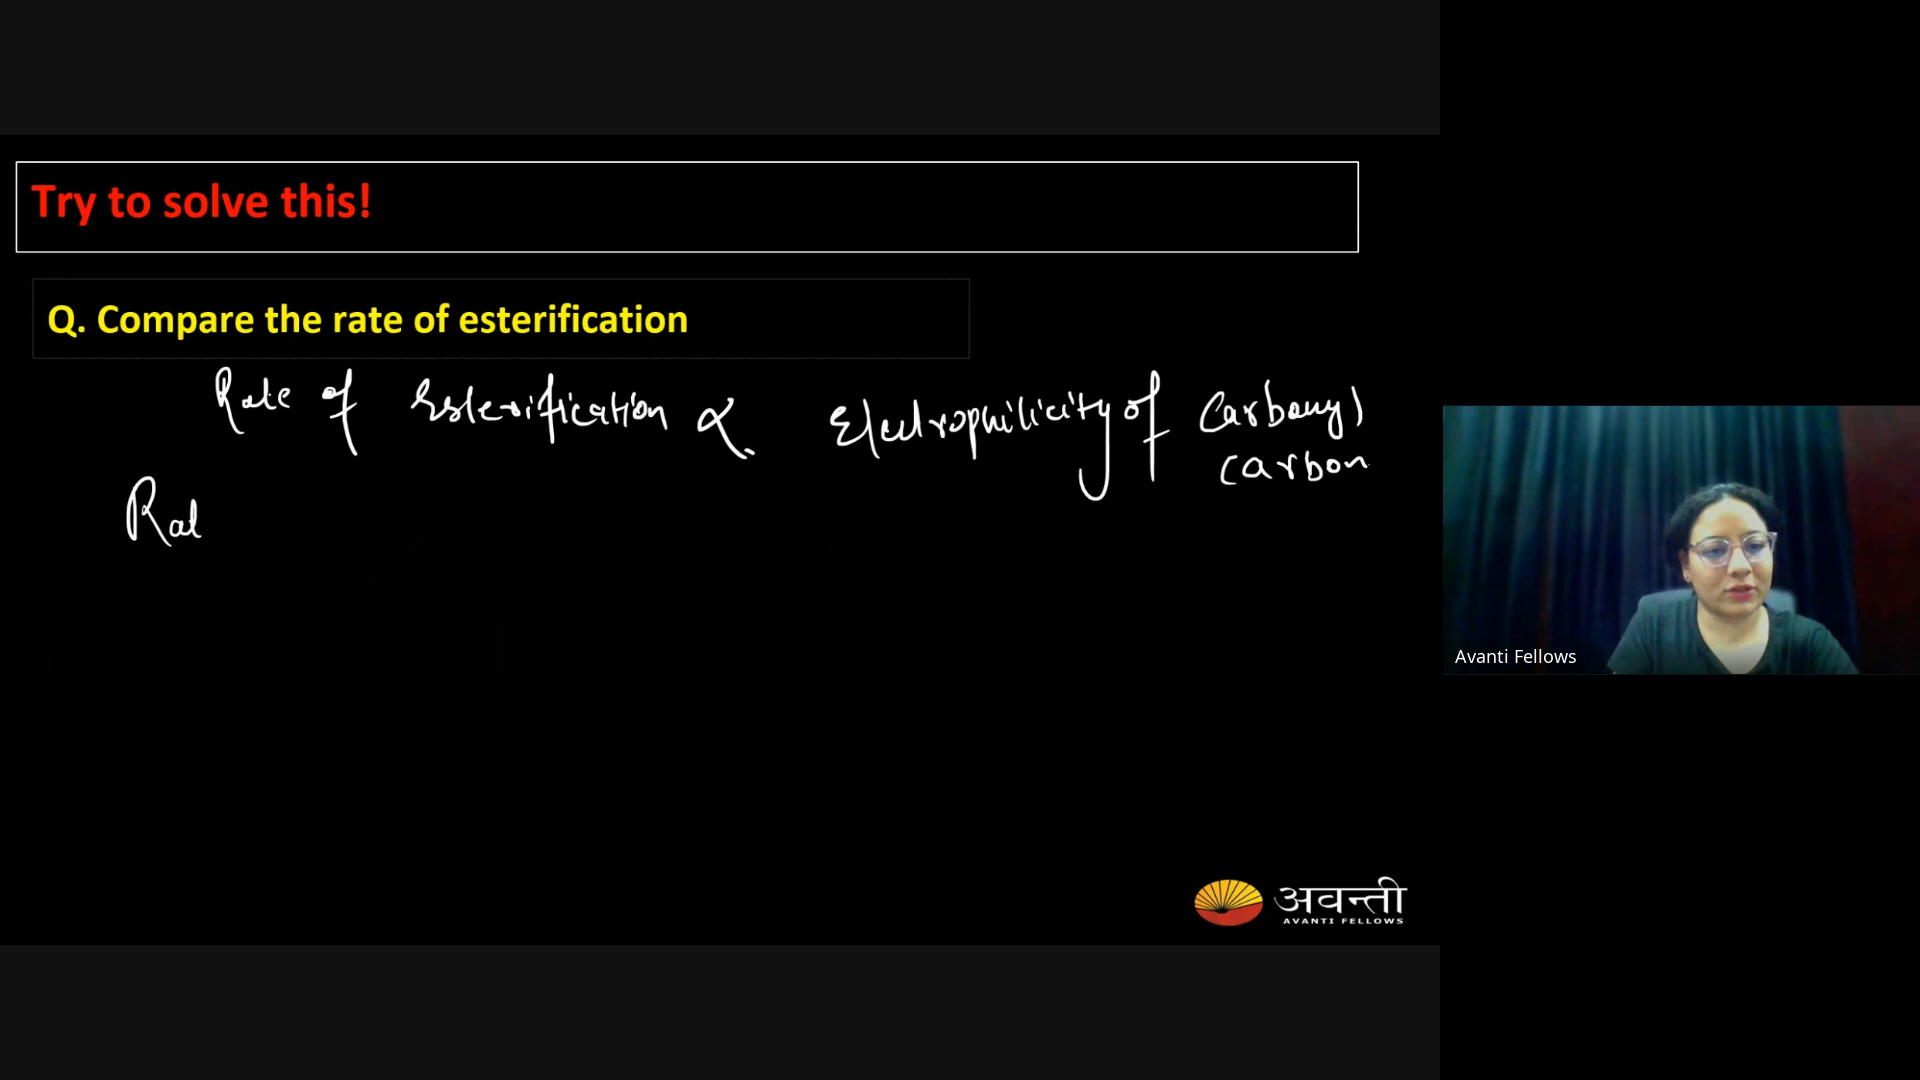 Try to solve this!
Q. Compare the rate of esterification
Rate of Esterification ∝ Electrophilicity of Carbonyl
carbon
Rat
Avanti Fellows
अवन्ती
AVANTI FELLOWS